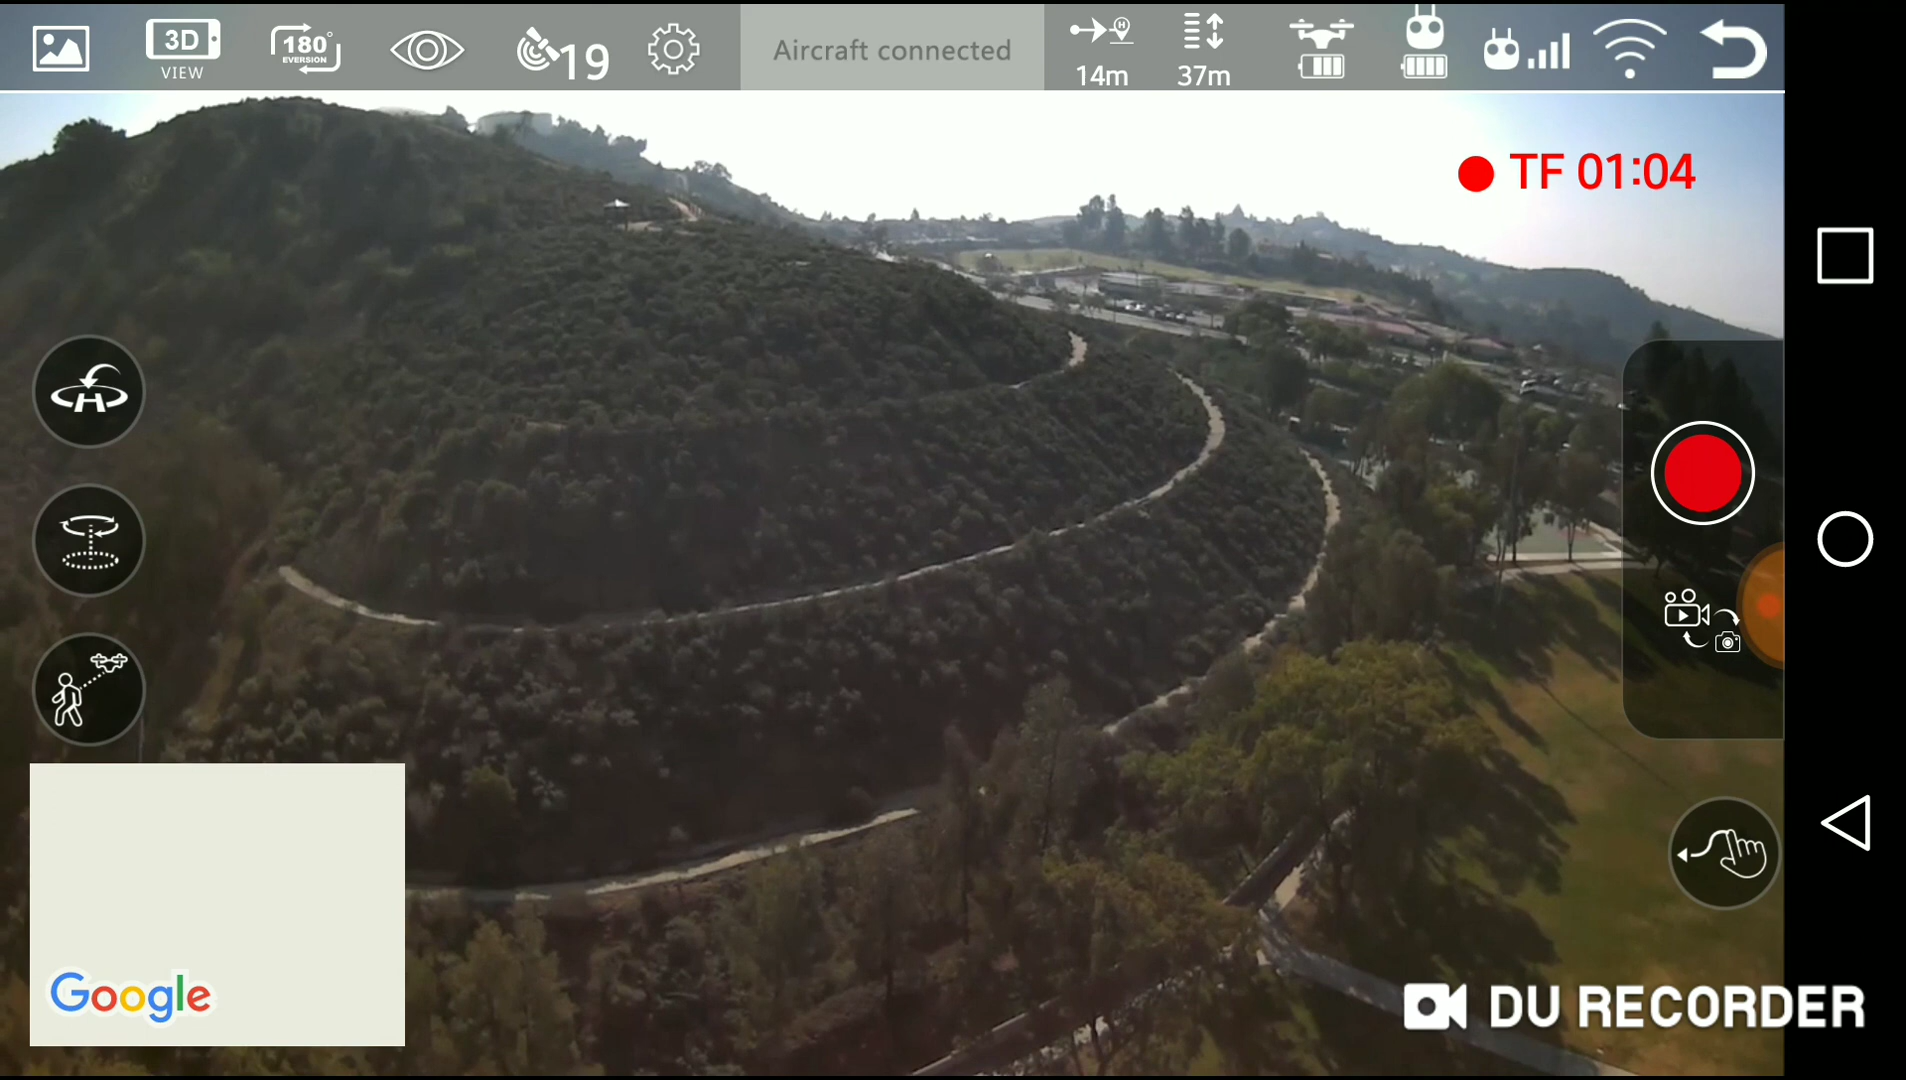 3D
VIEW
180°
EVERSION
19
Aircraft connected
H
14m
37m
TF 01:04
H
Google
DU RECORDER